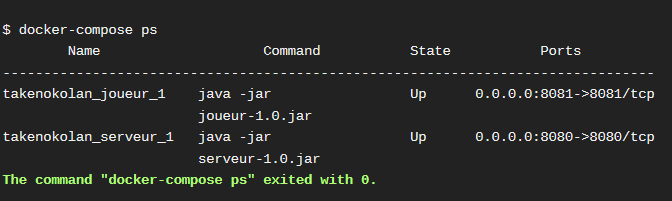 $ docker-compose ps
Name Command State Ports
--------------------------------------------------------------------------------
takenokolan_joueur_1 java -jar Up 0.0.0.0:8081->8081/tcp
joueur-1.0.jar
takenokolan_serveur_1 java -jar Up 0.0.0.0:8080->8080/tcp
serveur-1.0.jar
The command "docker-compose ps" exited with 0.